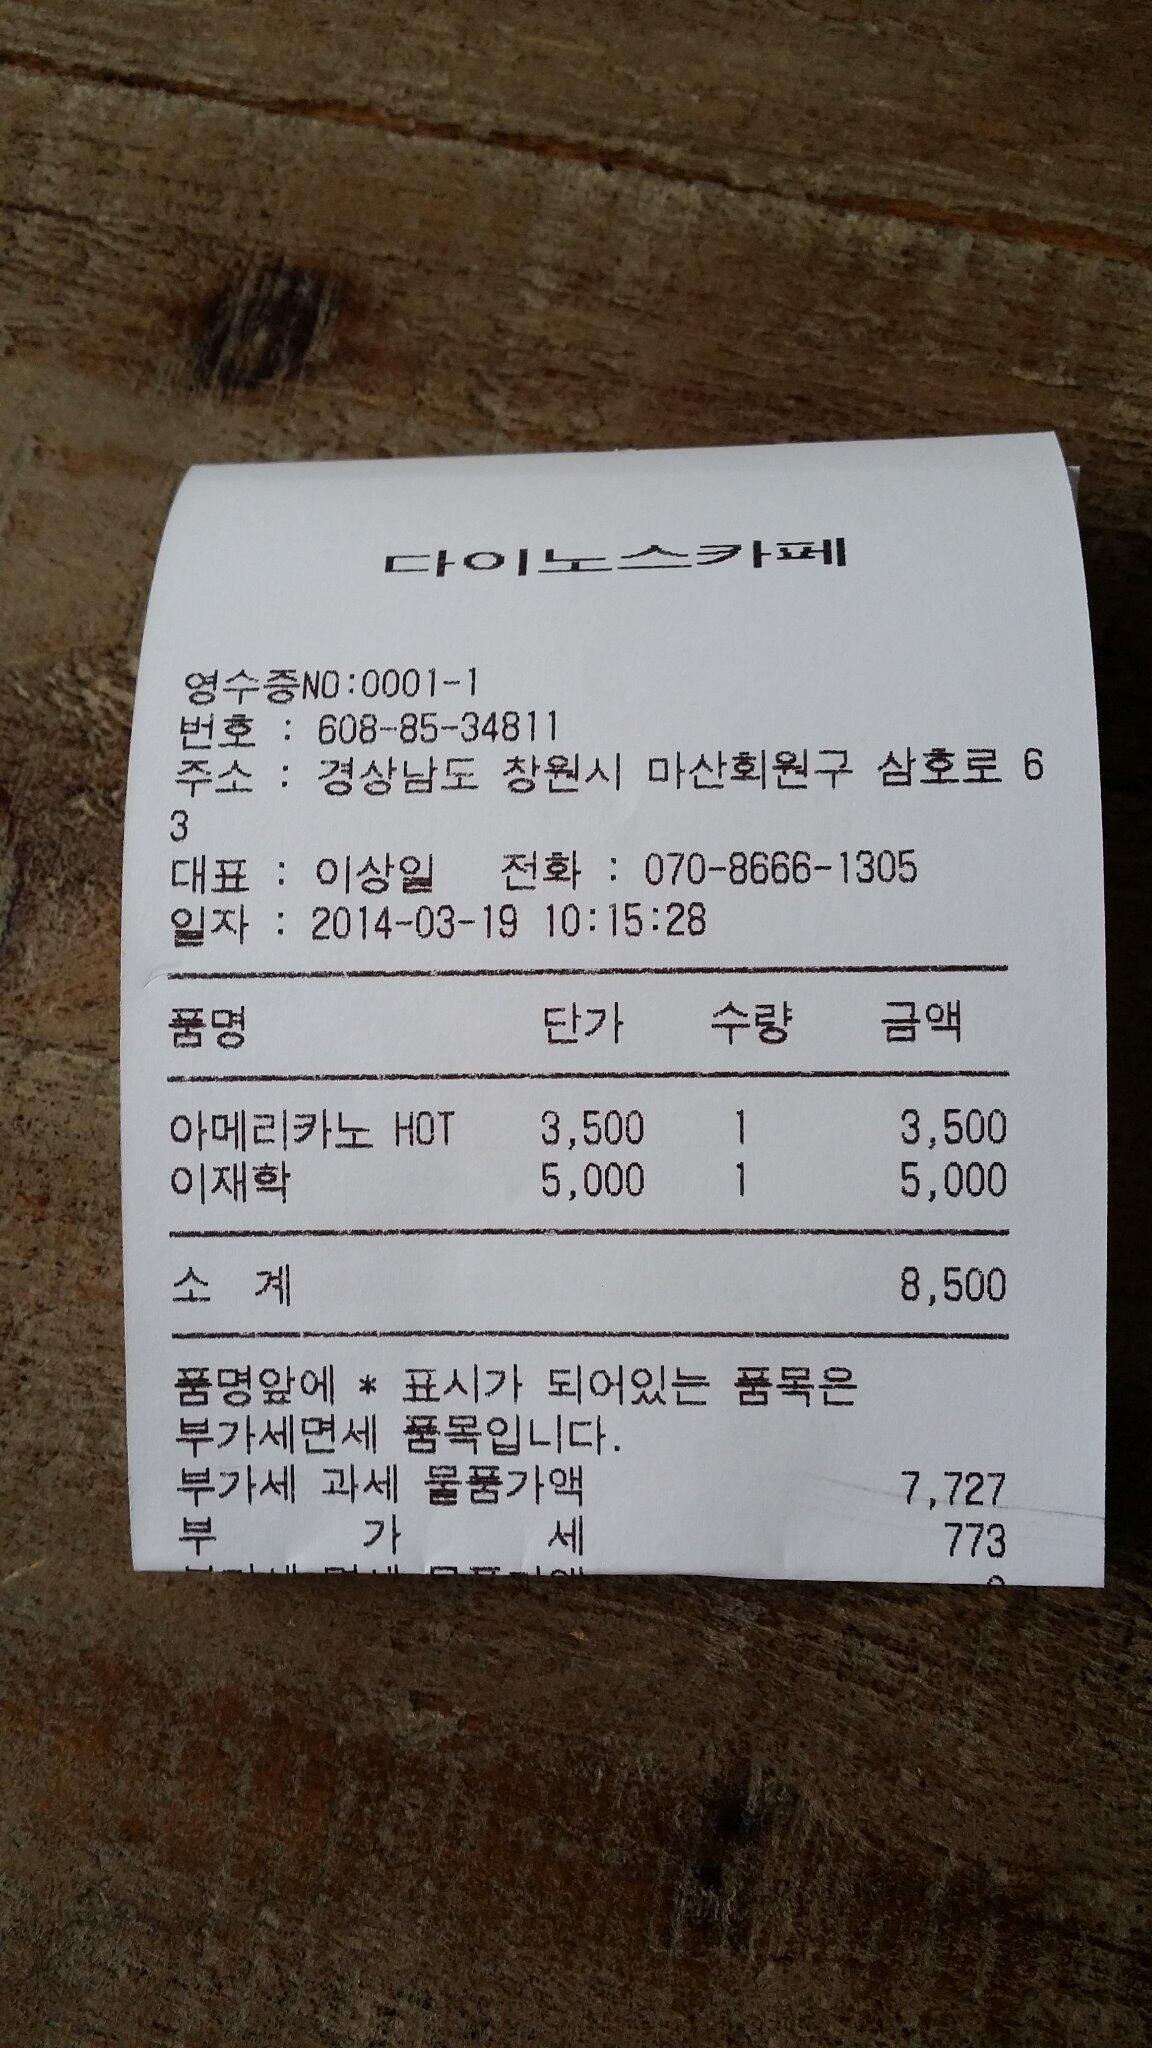 다이노스카페
영수증NO:0001-1
번호 : 608-85-34811
주소 : 경상남도 창원시 마산회원구 삼호로 6
3
대표 : 이상일 전화 : 070-8666-1305
일자 : 2014-03-19 10:15:28
품명 단가 수량 금액
아메리카노 HOT 3,500 1 3,500
이재학 5,000 1 5,000
소 계 8,500
품명앞에 * 표시가 되어있는 품목은
부가세면세 품목입니다.
부가세 과세 물품가액 7,727
부 가 세 773